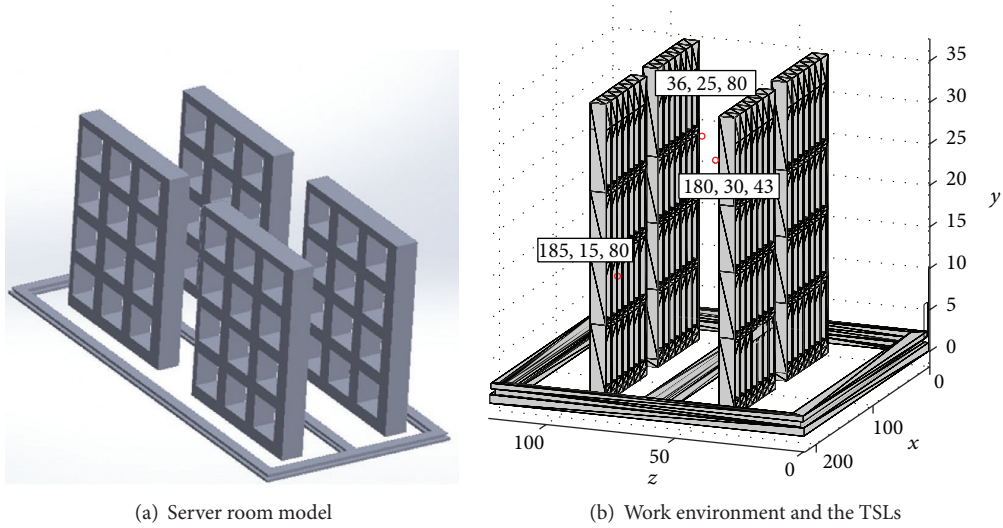 35
30
25
20
15
10
5
0
y
36, 25, 80
180, 30, 43
185, 15, 80
0
100
x
200
100
50
0
z
(a) Server room model
(b) Work environment and the TSLs